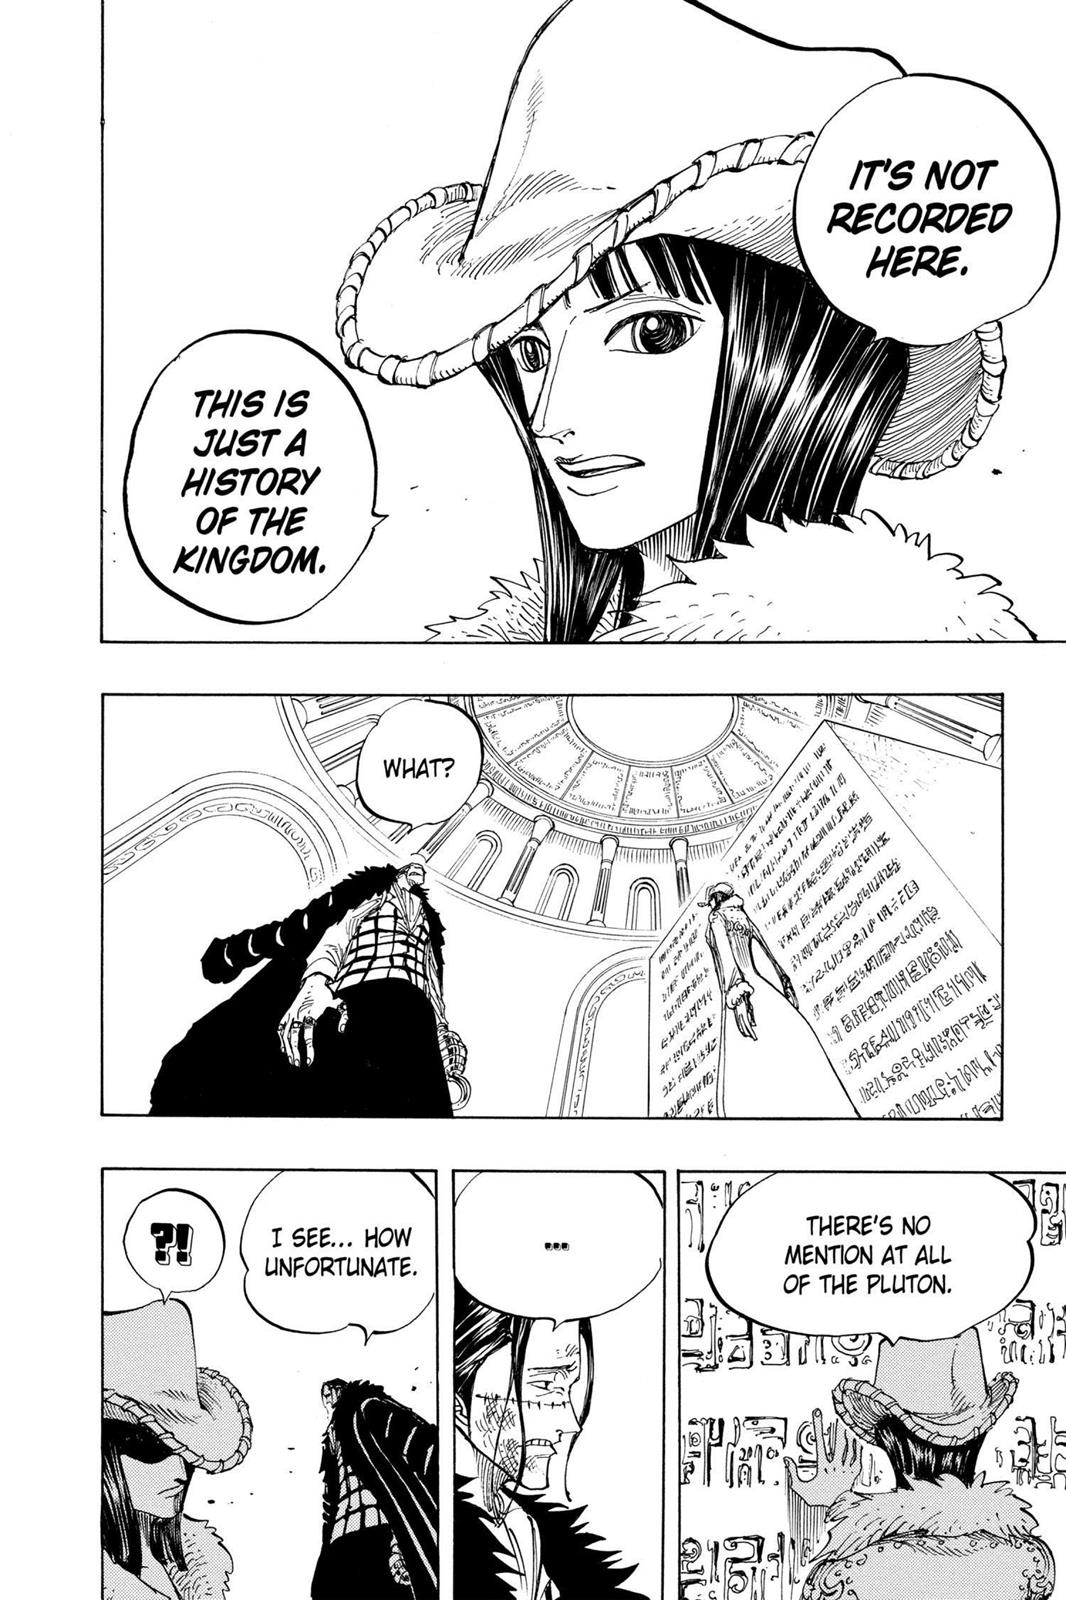 IT'S NOT
RECORDED
HERE.
THIS IS
JUST A
HISTORY
OF THE
KINGDOM.
WHAT?
THERE'S NO
MENTION AT ALL
OF THE PLUTON.
...
I SEE... HOW
UNFORTUNATE.
?!